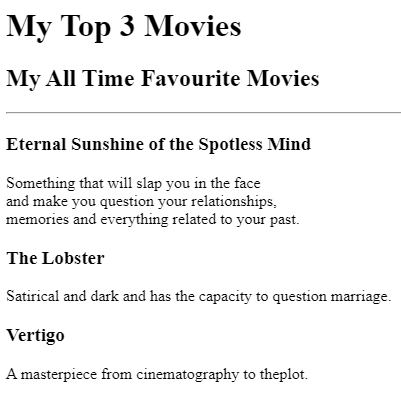 My Top 3 Movies
My All Time Favourite Movies
Eternal Sunshine of the Spotless Mind
Something that will slap you in the face
and make you question your relationships,
memories and everything related to your past.
The Lobster
Satirical and dark and has the capacity to question marriage.
Vertigo
A masterpiece from cinematography to theplot.